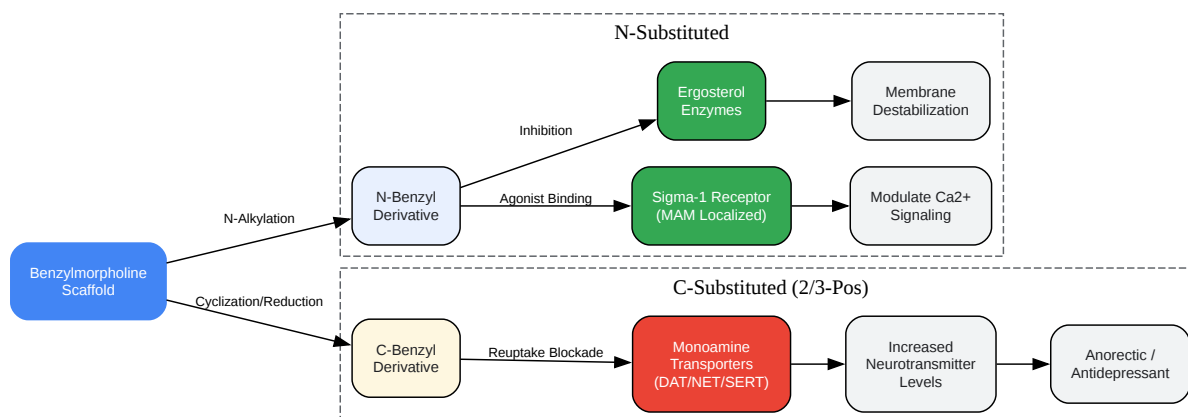 N-Substituted
Ergosterol
Enzymes
Membrane
Destabilization
Inhibition
N-Benzyl
Derivative
Agonist Binding
Sigma-1 Receptor
(MAM Localized)
Modulate Ca2+
Signaling
N-Alkylation
Benzylmorpholine
Scaffold
Cyclization/Reduction
C-Substituted (2/3-Pos)
C-Benzyl
Derivative
Reuptake Blockade
Monoamine
Transporters
(DAT/NET/SERT)
Increased
Neurotransmitter
Levels
Anorectic /
Antidepressant